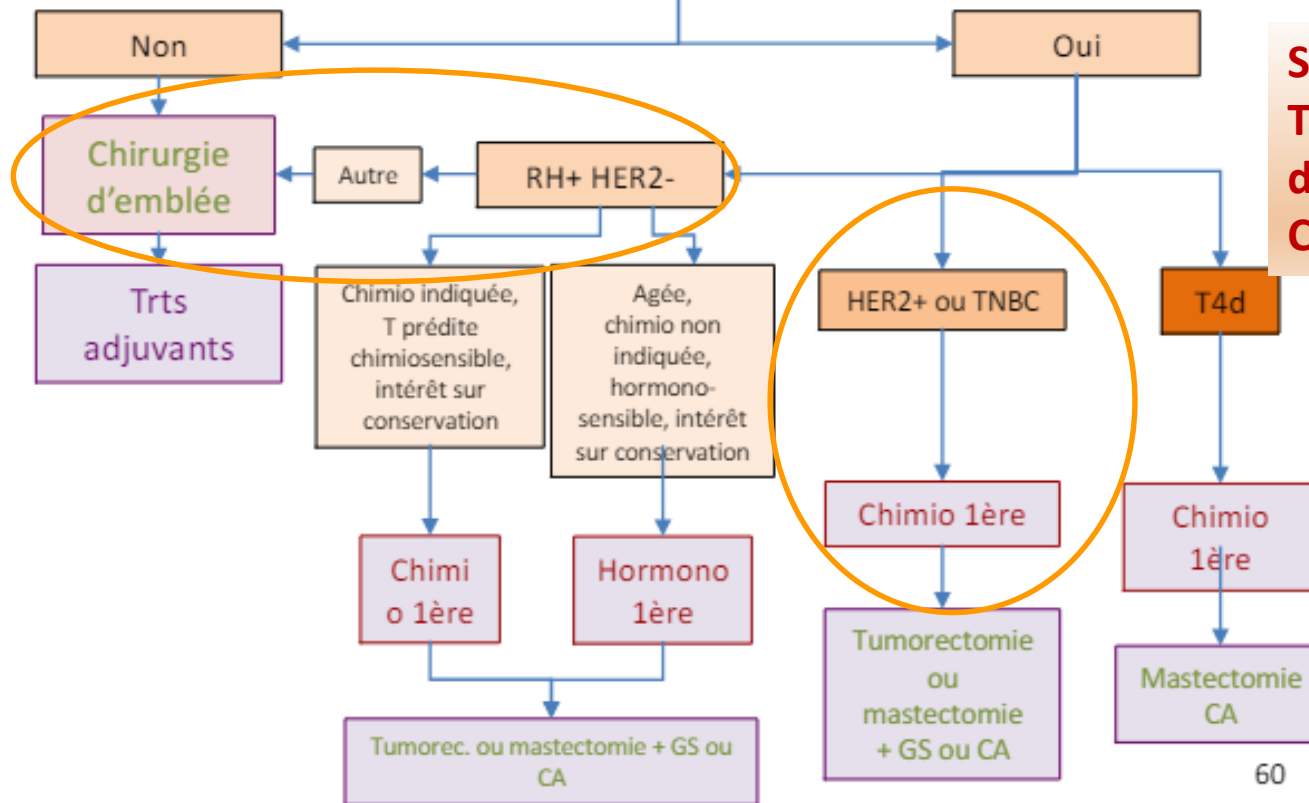 Non
Oui
S
T
d
C
Chirurgie
d'emblée
Autre
RH+ HER2-
Trts
adjuvants
Chimio indiquée,
T prédite
chimiosensible,
intérêt sur
conservation
Agée,
chimio non
indiquée,
hormono-
sensible, intérêt
sur conservation
HER2+ ou TNBC
T4d
Chimi
o 1ère
Hormono
1ère
Chimio 1ère
Chimio
1ère
Tumorec. ou mastectomie + GS ou
CA
Tumorectomie
ou
mastectomie
+ GS ou CA
Mastectomie
CA
60